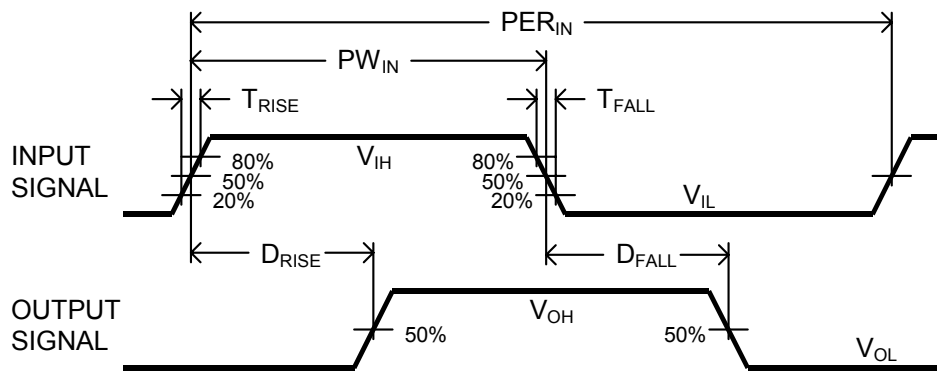 PER_IN
PW_IN
T_RISE T_FALL
INPUT
SIGNAL
V_IH
80%
50%
20%
80%
50%
20%
V_IL
D_RISE D_FALL
OUTPUT
SIGNAL
V_OH
50%
50%
V_OL